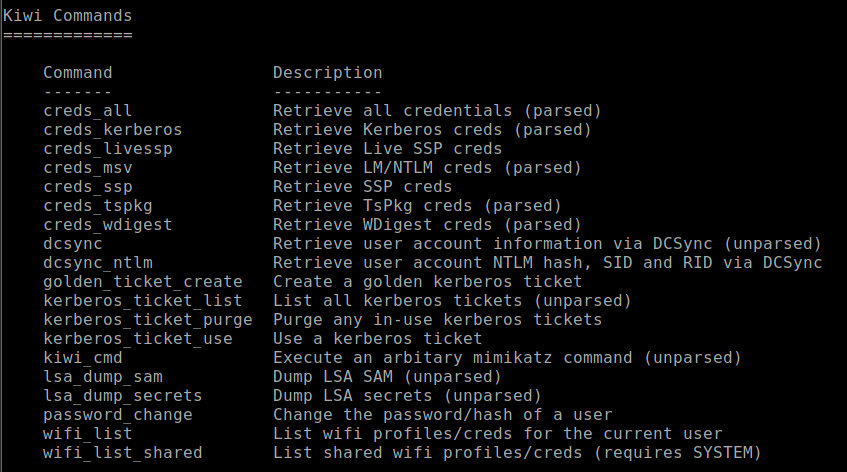 Kiwi Commands
=============
Command Description
------- -----------
creds_all Retrieve all credentials (parsed)
creds_kerberos Retrieve Kerberos creds (parsed)
creds_livessp Retrieve Live SSP creds
creds_msv Retrieve LM/NTLM creds (parsed)
creds_ssp Retrieve SSP creds
creds_tspkg Retrieve TsPkg creds (parsed)
creds_wdigest Retrieve WDigest creds (parsed)
dcsync Retrieve user account information via DCSync (unparsed)
dcsync_ntlm Retrieve user account NTLM hash, SID and RID via DCSync
golden_ticket_create Create a golden kerberos ticket
kerberos_ticket_list List all kerberos tickets (unparsed)
kerberos_ticket_purge Purge any in-use kerberos tickets
kerberos_ticket_use Use a kerberos ticket
kiwi_cmd Execute an arbitary mimikatz command (unparsed)
lsa_dump_sam Dump LSA SAM (unparsed)
lsa_dump_secrets Dump LSA secrets (unparsed)
password_change Change the password/hash of a user
wifi_list List wifi profiles/creds for the current user
wifi_list_shared List shared wifi profiles/creds (requires SYSTEM)